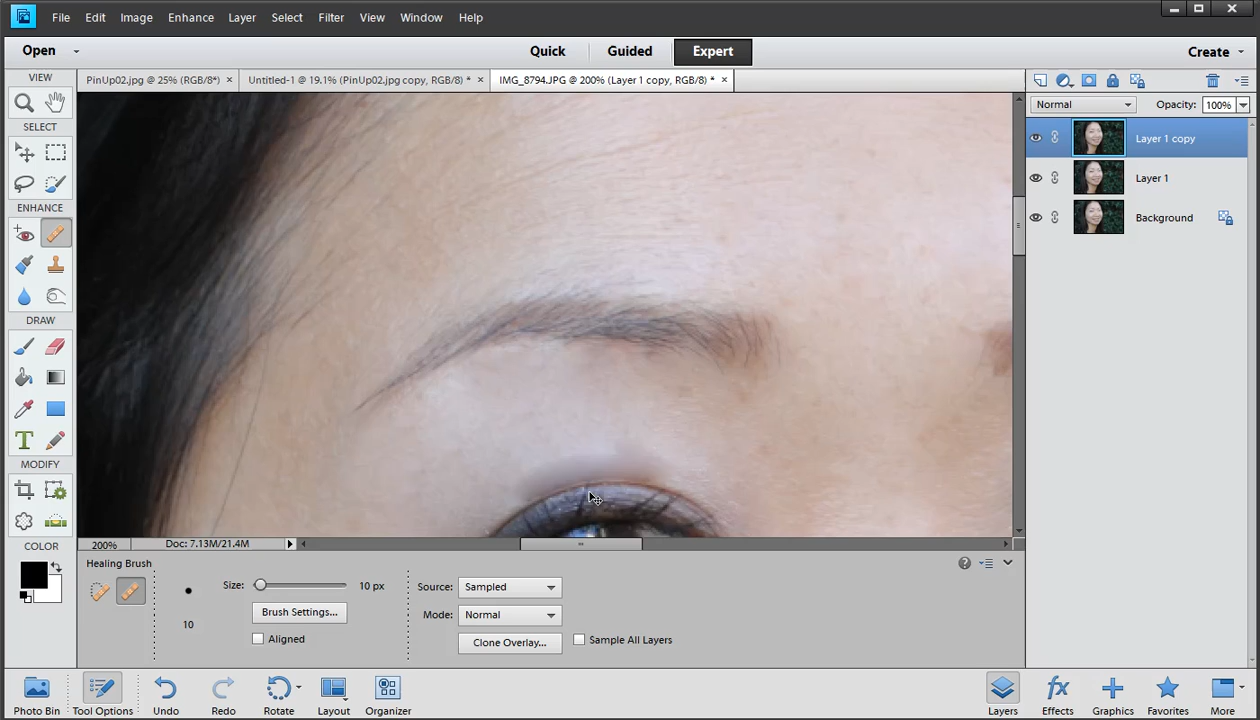 File Edit Image Enhance Layer Select Filter View Window Help
Open Quick Guided Expert Create
VIEW
PinUp02.jpg @ 25% (RGB/8*) × Untitled-1 @ 19.1% (PinUp02.jpg copy, RGB/8) * × IMG_8794.JPG @ 200% (Layer 1 copy, RGB/8) * ×
Normal Opacity: 100%
SELECT
Layer 1 copy
Layer 1
ENHANCE
Background
DRAW
T
MODIFY
COLOR
200% Doc: 7.13M/21.4M
Healing Brush
Size: 10 px Source: Sampled
Brush Settings... Mode: Normal
10
Aligned Clone Overlay... Sample All Layers
Photo Bin Tool Options Undo Redo Rotate Layout Organizer fx Layers Effects Graphics Favorites More